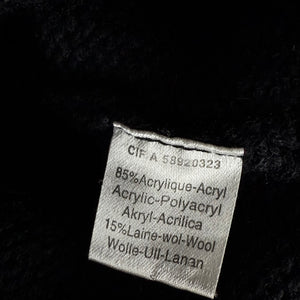 CIF A 58920323
85%Acrylique-Acryl
Acrylic-Polyacryl
Akryl-Acrilica
15%Laine-wol-Wool
Wolle-Ull-Lanan